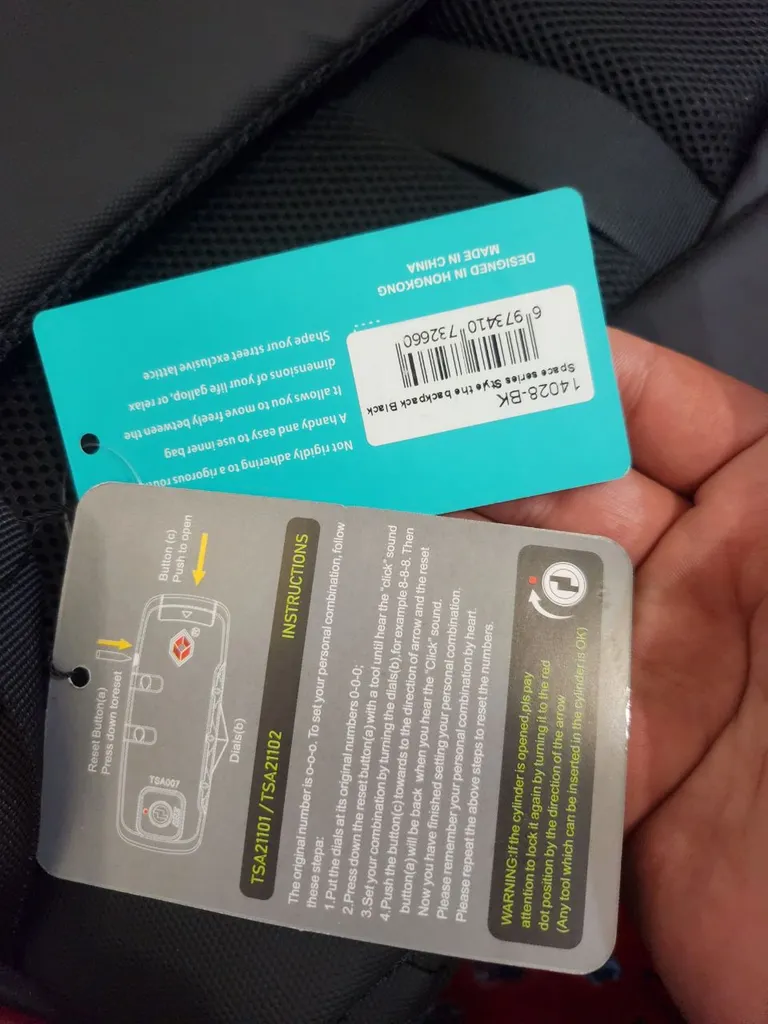 DESIGNED IN HONGKONG
MADE IN CHINA
6 973410 732660
14028-BK
Space series Style the backpack Black
Not rigidly adhering to a rigorous
A handy and easy to use inner bag
It allows you to move freely between the
dimensions of your life gallop, or relax
Shape your street exclusive lattice
Reset Button(a)
Press down toreset
Button (c)
Push to open
TSA007
Dials(b)
TSA21101 / TSA21102 INSTRUCTIONS
The original number is o-o-o. To set your personal combination, follow
these stepa:
1.Put the dials at its original numbers 0-0-0;
2.Press down the reset button(a) with a tool until hear the "click" sound
3.Set your combination by turning the dials(b), for example 8-8-8. Then
4.Push the button(c) towards to the direction of arrow and the reset
button(a) will be back when you hear the "Click" sound.
Now you have finished setting your personal combination.
Please remember your personal combination by heart.
Please repeat the above steps to reset the numbers.
WARNING:If the cylinder is opened,pls pay
attention to lock it again by turning it to the red
dot position by the direction of the arrow
(Any tool which can be inserted in the cylinder is OK)